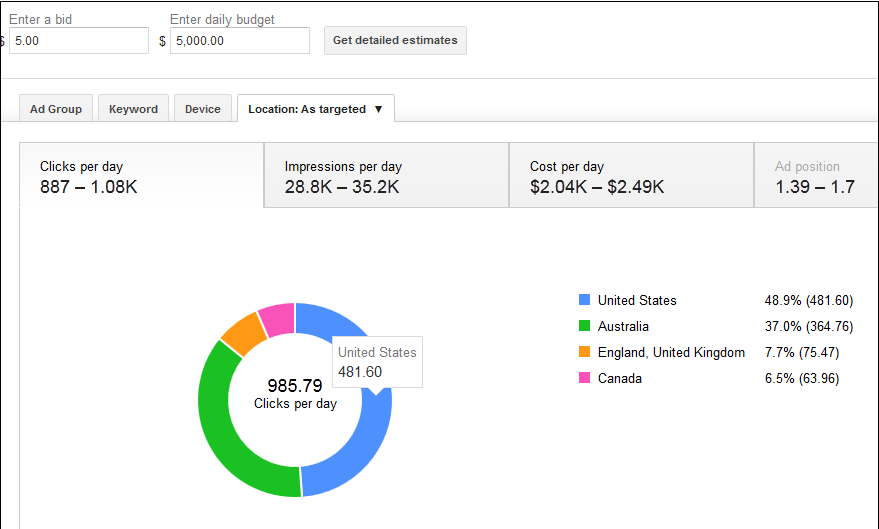 Enter a bid
Enter daily budget
$ 5.00
$ 5,000.00
Get detailed estimates
Ad Group
Keyword
Device
Location: As targeted ▼
Clicks per day
887 – 1.08K
Impressions per day
28.8K – 35.2K
Cost per day
$2.04K – $2.49K
Ad position
1.39 – 1.7
United States
481.60
985.79
Clicks per day
United States 48.9% (481.60)
Australia 37.0% (364.76)
England, United Kingdom 7.7% (75.47)
Canada 6.5% (63.96)